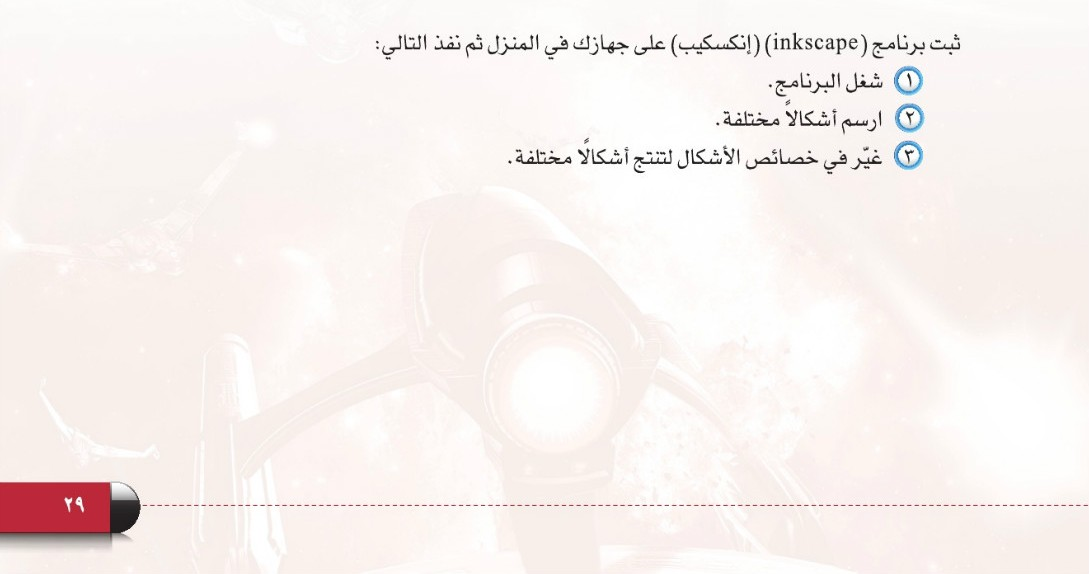 ثبت برنامج (inkscape) (إنكسكيب) على جهازك في المنزل ثم نفذ التالي:
١ شغل البرنامج.
٢ ارسم أشكالاً مختلفة.
٣ غيّر في خصائص الأشكال لتنتج أشكالًا مختلفة.
٢٩